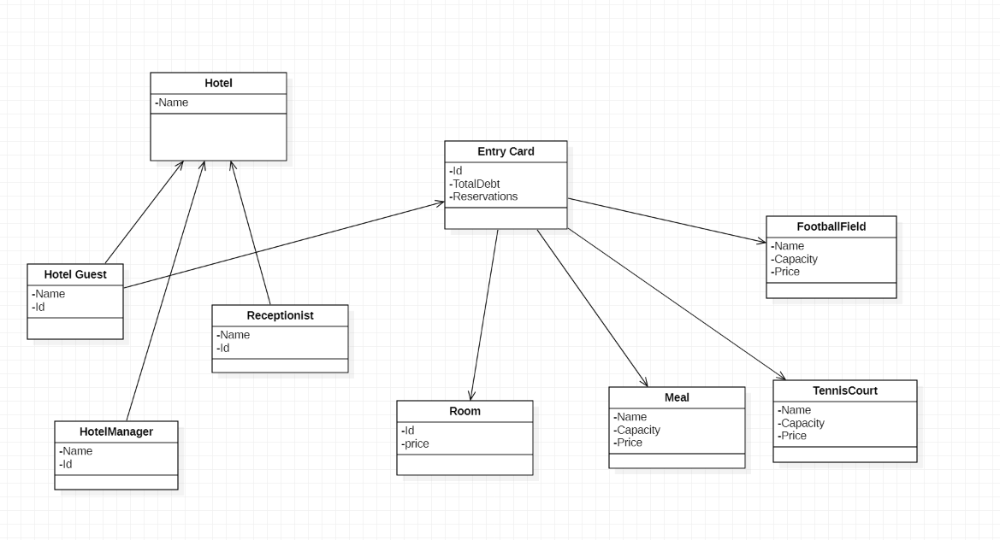 Hotel
-Name
Entry Card
-Id
-TotalDebt
-Reservations
FootballField
-Name
-Capacity
-Price
Hotel Guest
-Name
-Id
Receptionist
-Name
-Id
HotelManager
-Name
-Id
Room
-Id
-price
Meal
-Name
-Capacity
-Price
TennisCourt
-Name
-Capacity
-Price